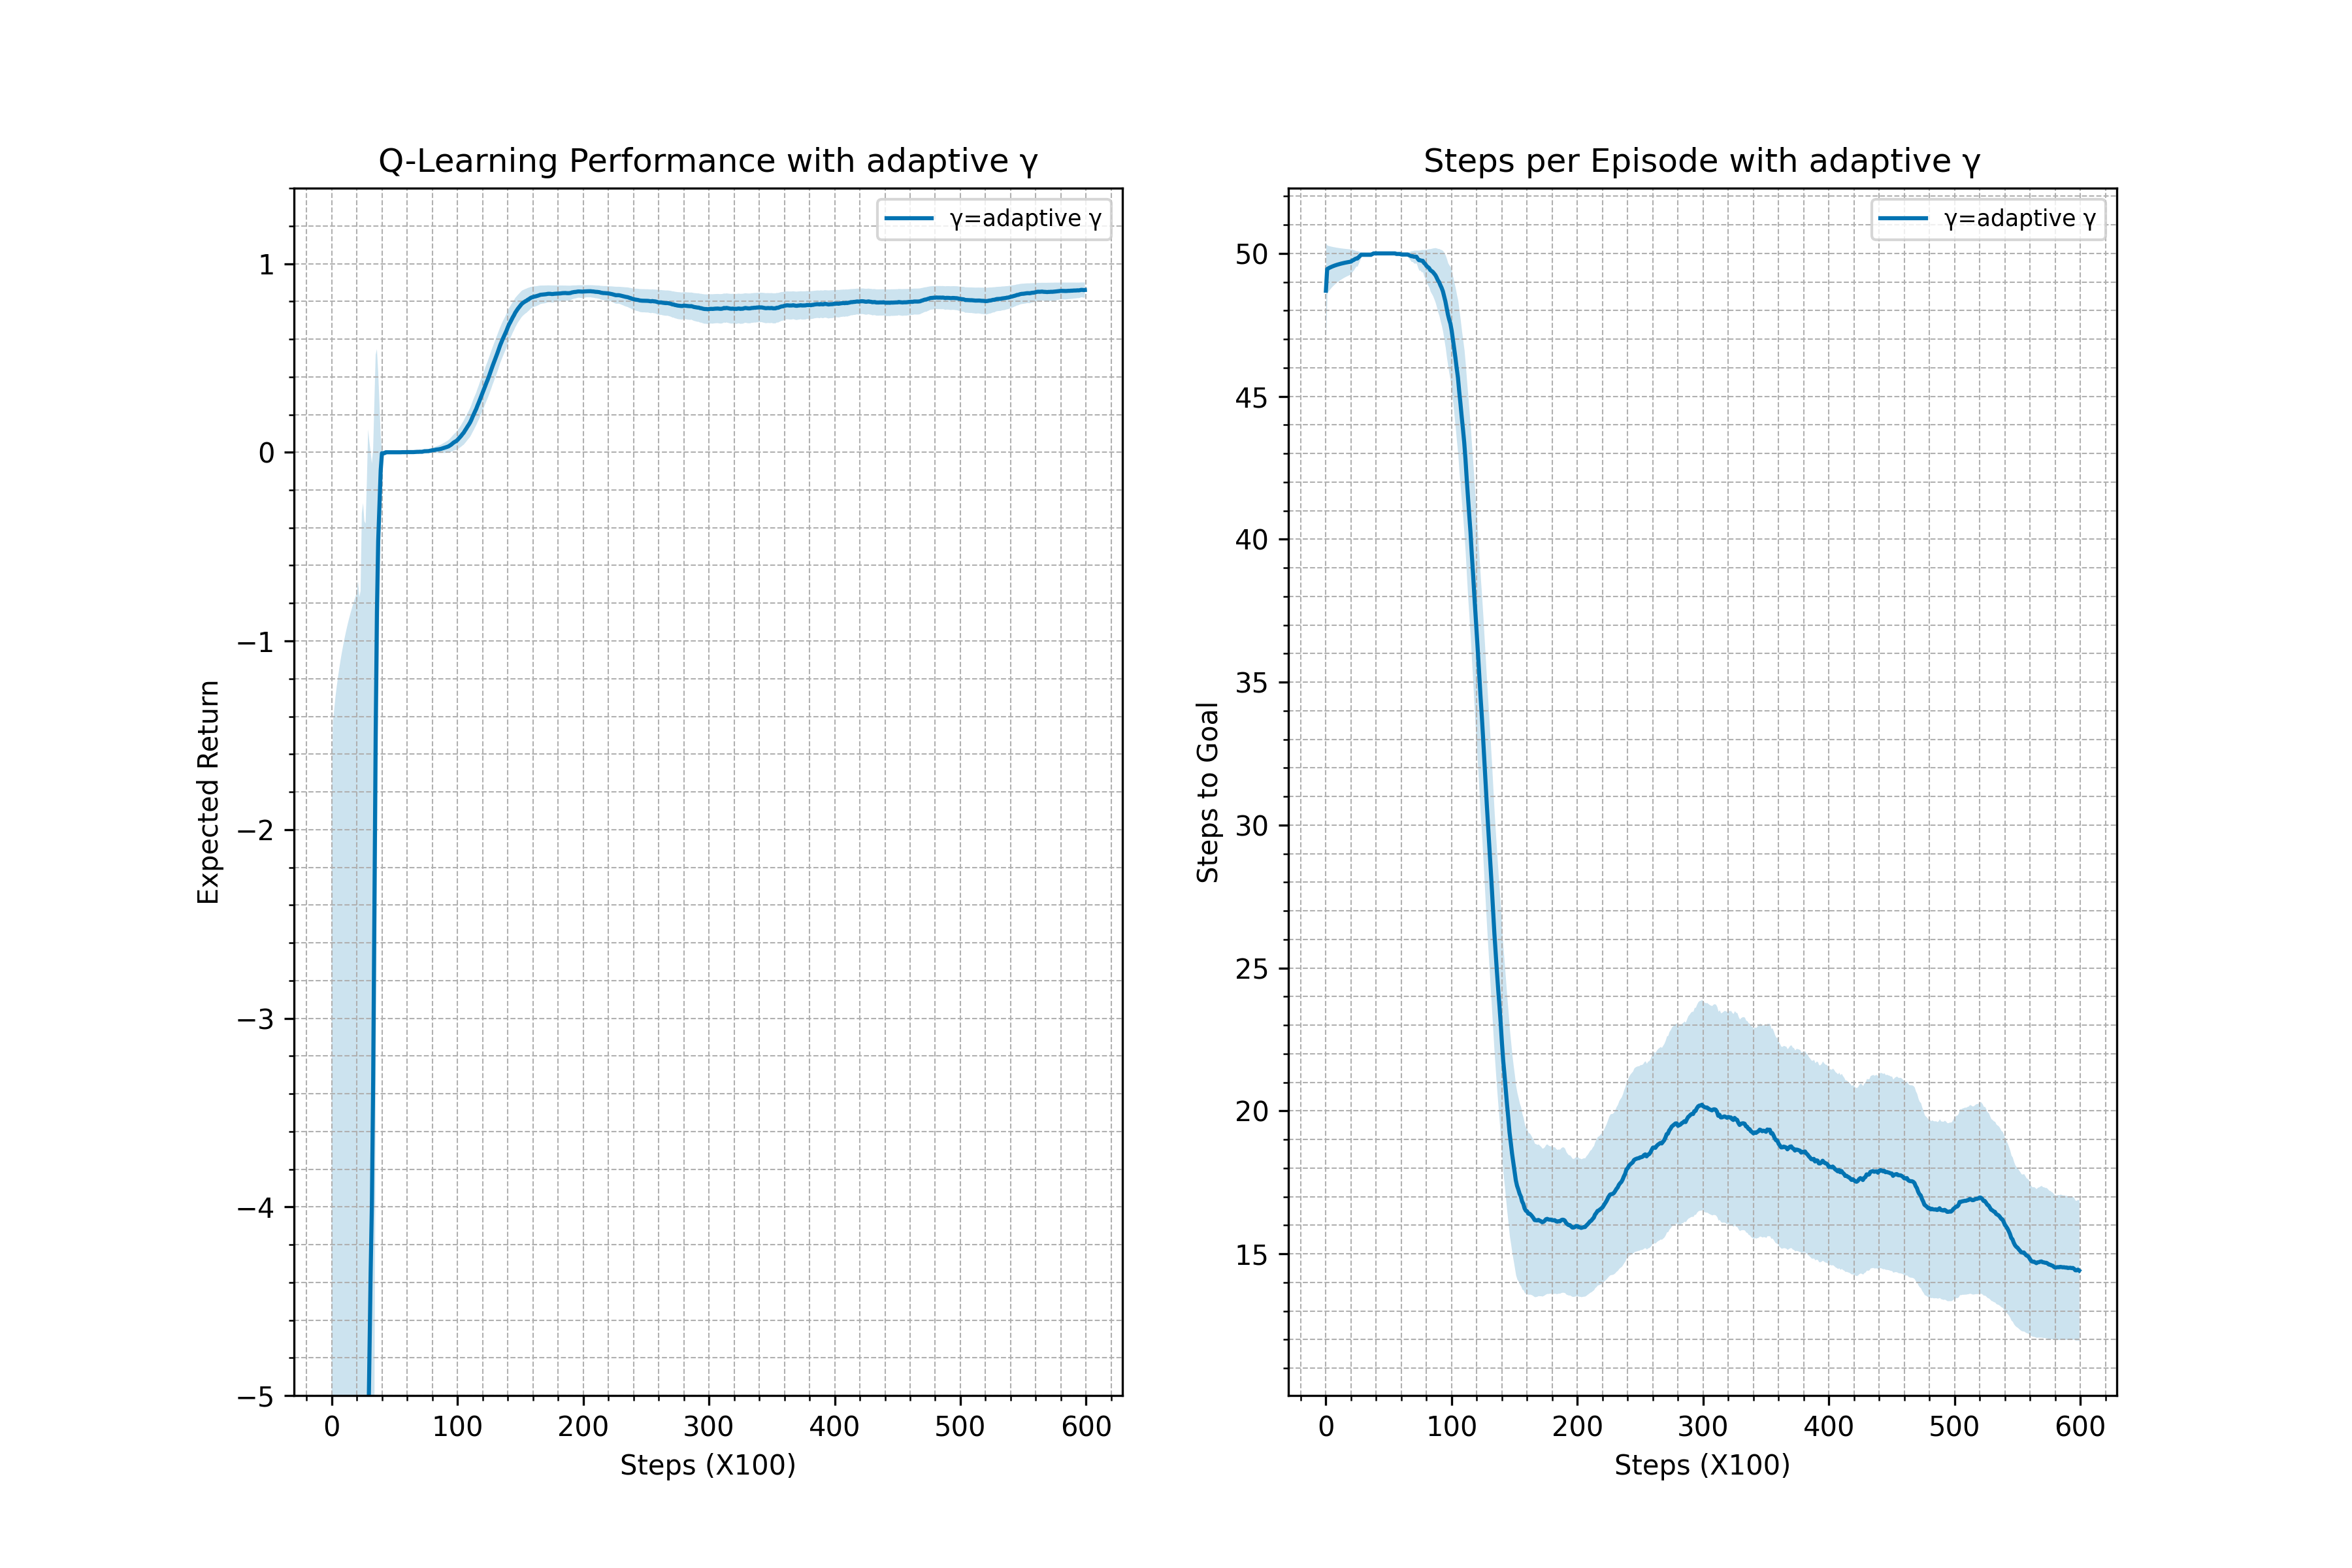 Q-Learning Performance with adaptive γ
γ=adaptive γ
1
0
−1
−2
−3
−4
−5
Expected Return
0 100 200 300 400 500 600
Steps (X100)
Steps per Episode with adaptive γ
γ=adaptive γ
50
45
40
35
30
25
20
15
Steps to Goal
0 100 200 300 400 500 600
Steps (X100)